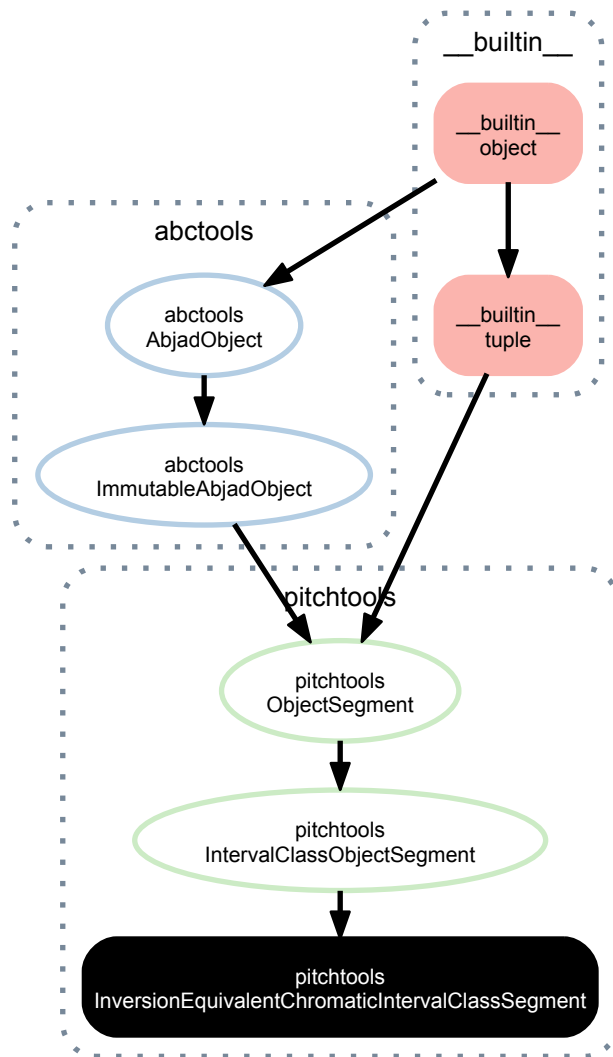 __builtin__
__builtin__
object
abctools
abctools
AbjadObject
__builtin__
tuple
abctools
ImmutableAbjadObject
pitchtools
pitchtools
ObjectSegment
pitchtools
IntervalClassObjectSegment
pitchtools
InversionEquivalentChromaticIntervalClassSegment